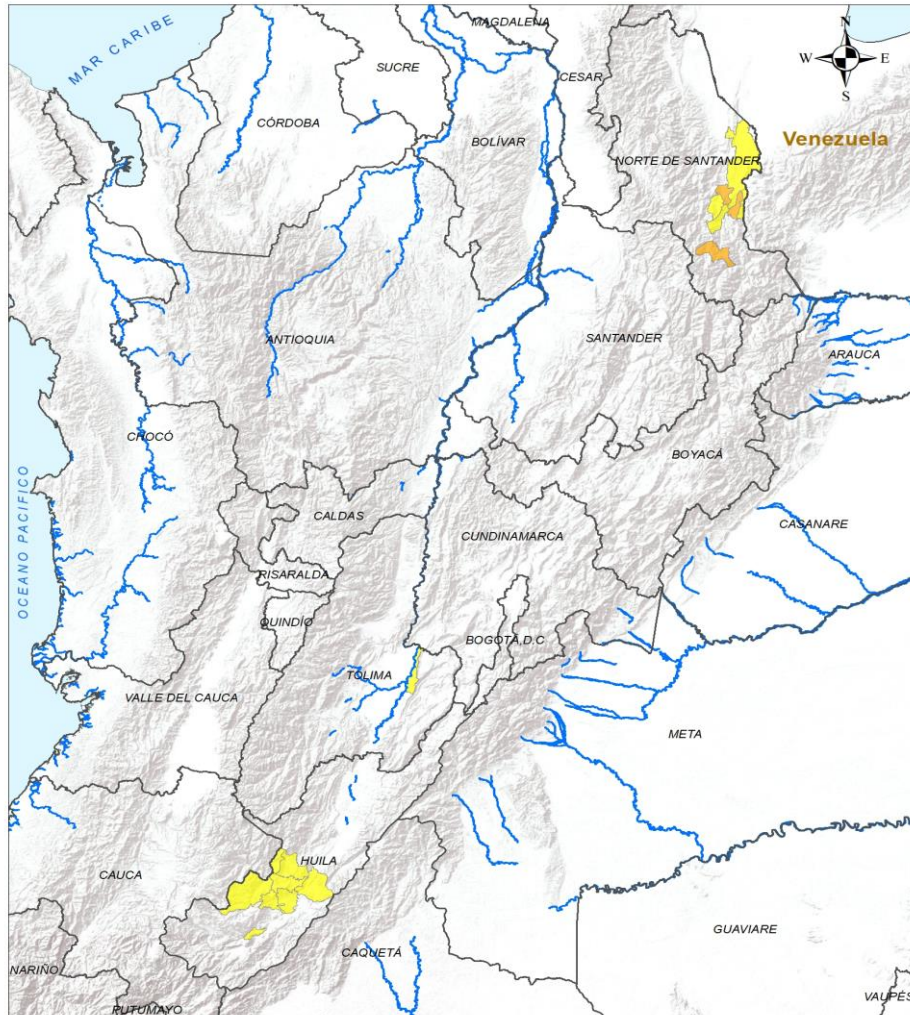 MAGDALENA
N
MAR CARIBE
W
E
SUCRE
CESAR
S
CÓRDOBA
BOLÍVAR
Venezuela
NORTE DE SANTANDER
ANTIOQUIA
SANTANDER
ARAUCA
CHOCÓ
BOYACÁ
OCEANO PACIFICO
CALDAS
CASANARE
CUNDINAMARCA
RISARALDA
QUINDÍO
BOGOTÁ, D.C
TOLIMA
VALLE DEL CAUCA
META
HUILA
CAUCA
GUAVIARE
CAQUETÁ
NARIÑO
VAUPÉS
PUTUMAYO